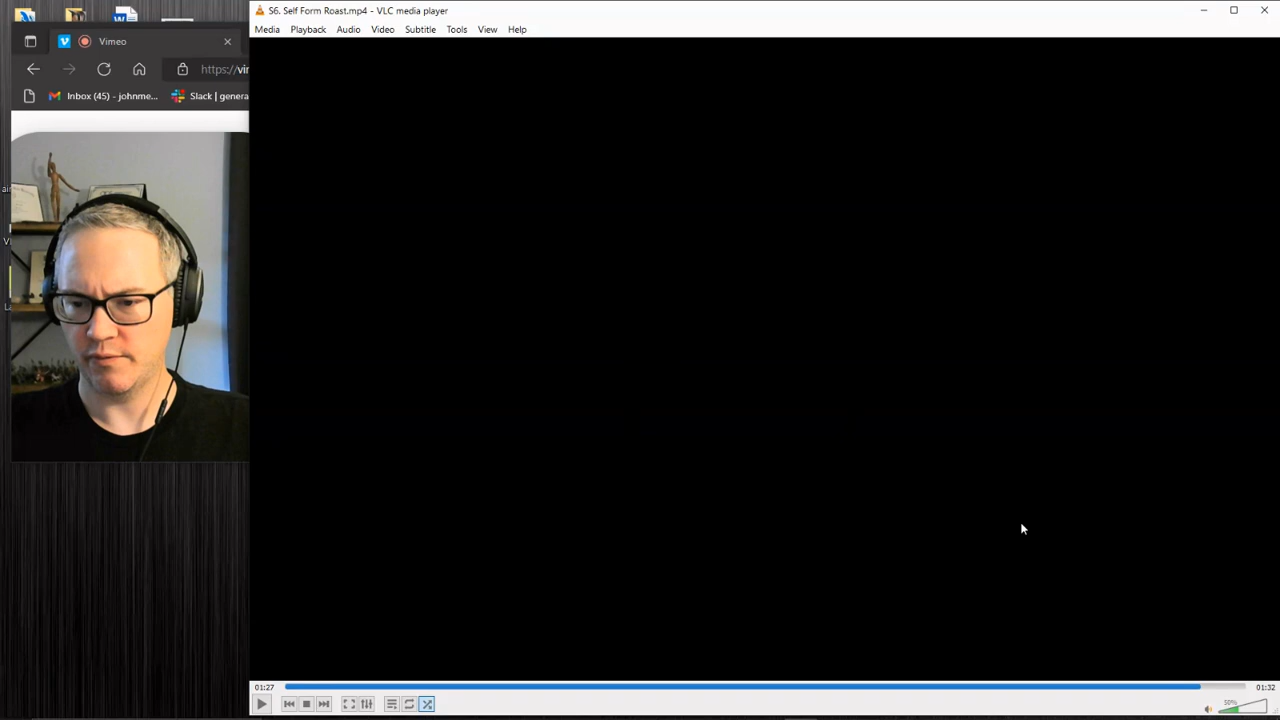 S6. Self Form Roast.mp4 - VLC media player
Media Playback Audio Video Subtitle Tools View Help
Vimeo
https://vi
Inbox (45) - johnme...
Slack | genera
01:27
01:32
50%